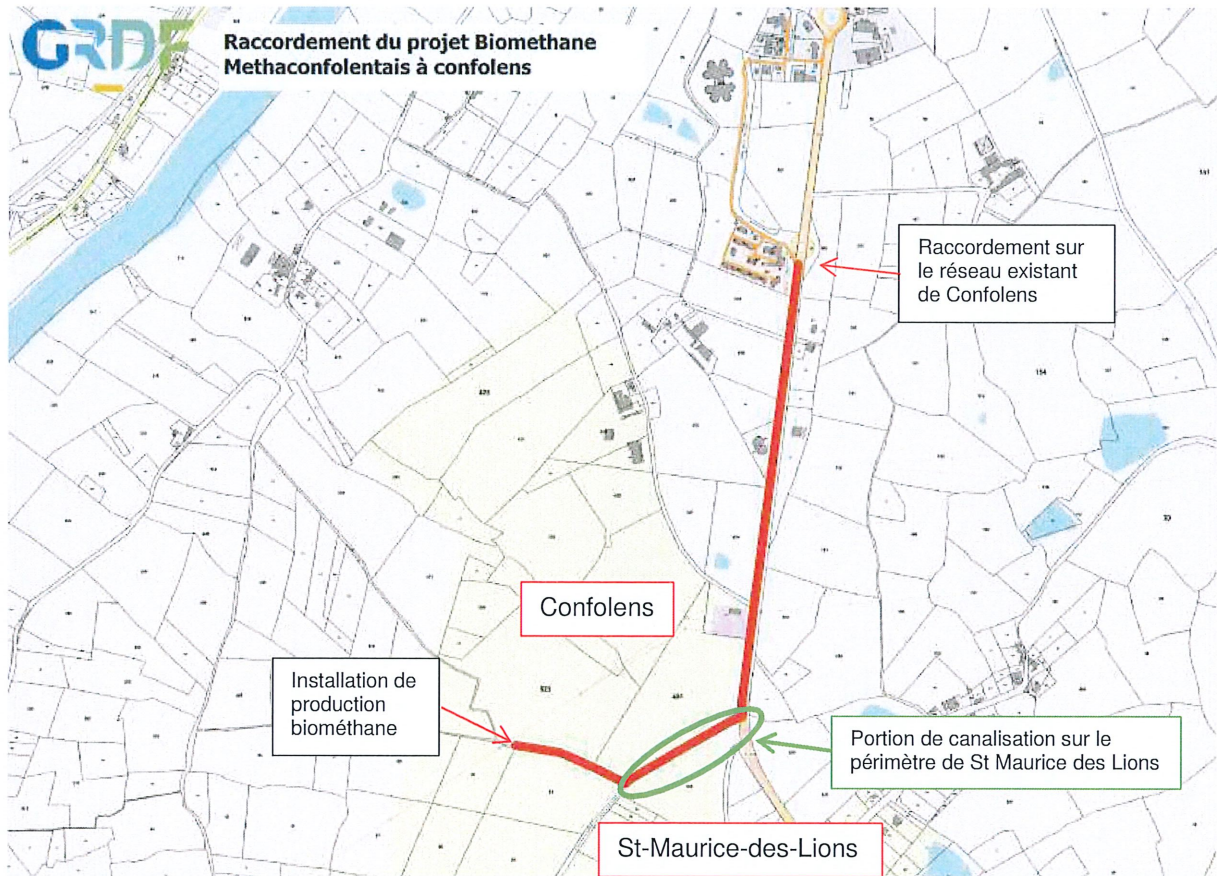 GRDF
Raccordement du projet Biomethane
Methaconfolentais à confolens
Raccordement sur
le réseau existant
de Confolens
Confolens
Installation de
production
biométhane
Portion de canalisation sur le
périmètre de St Maurice des Lions
St-Maurice-des-Lions